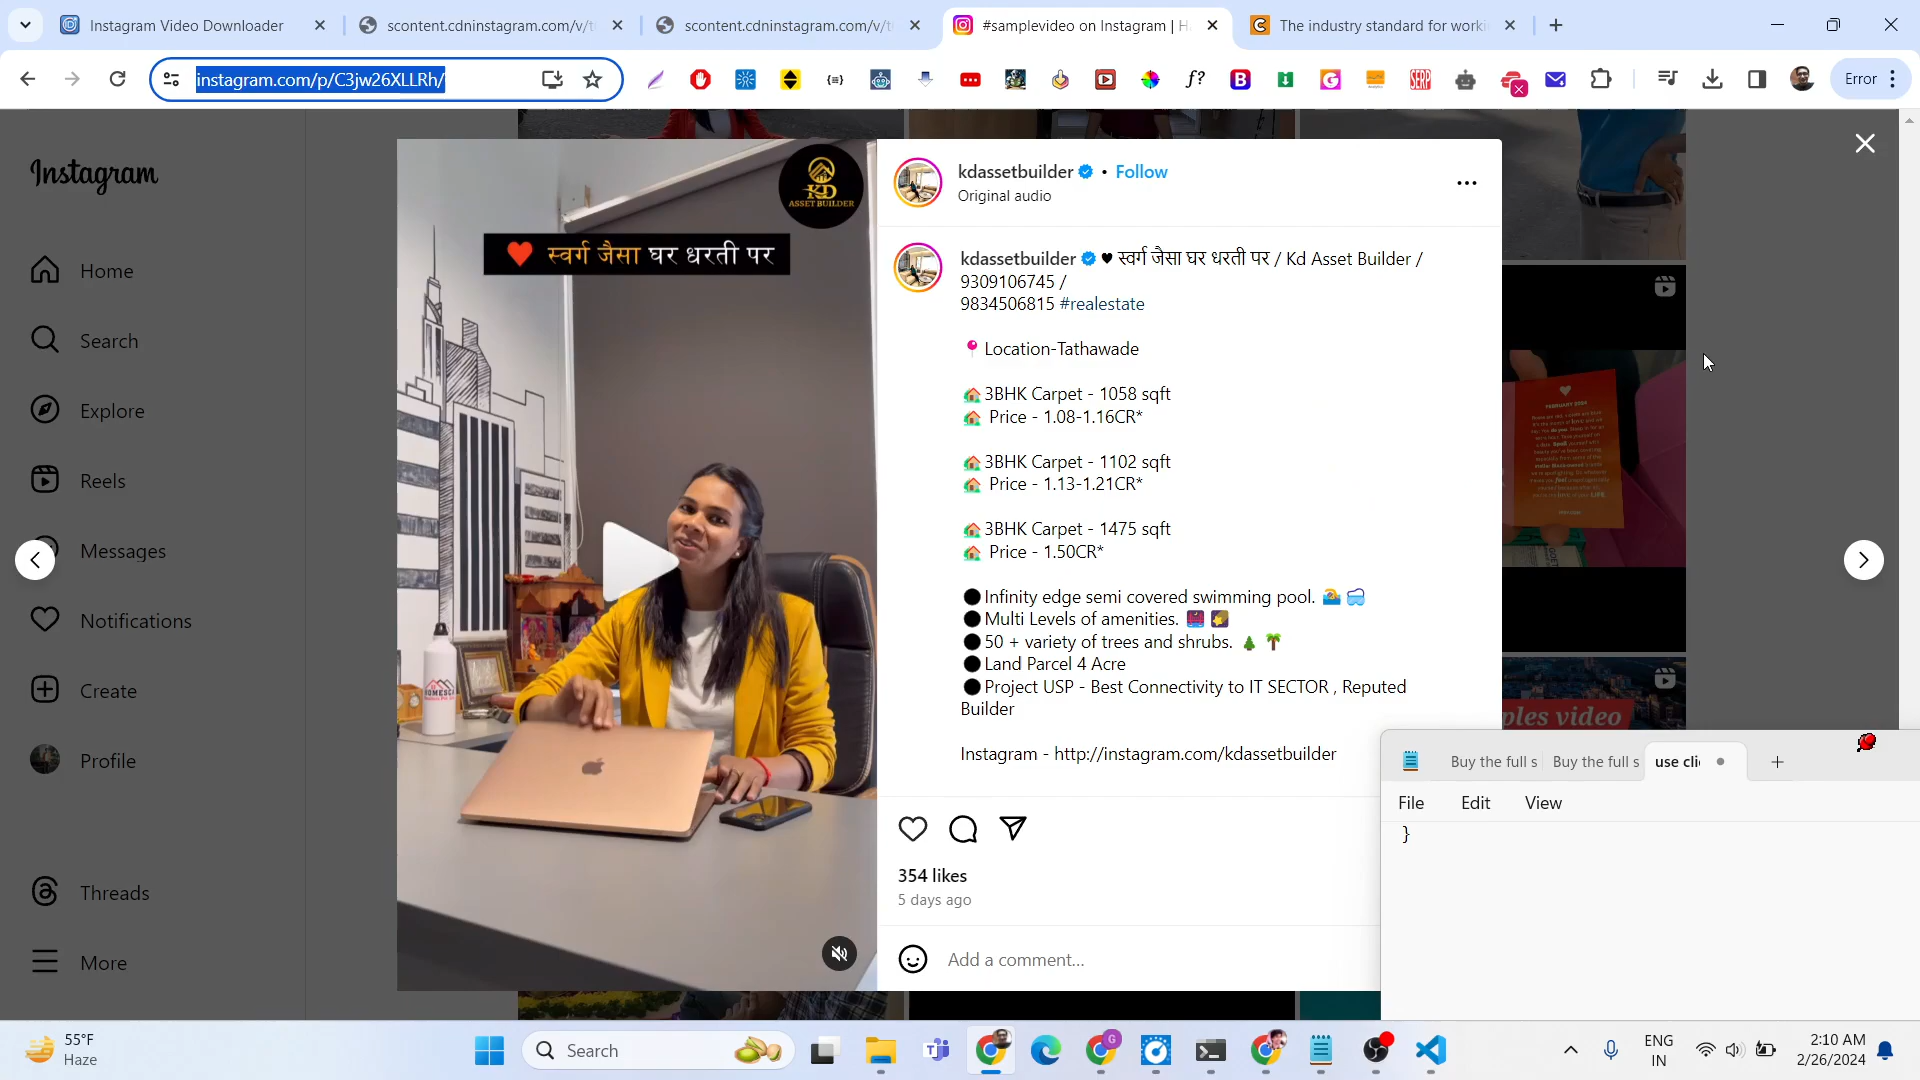 Instagram Video Downloader
scontent.cdninstagram.com/v/t
scontent.cdninstagram.com/v/t
#samplevideo on Instagram | H
The industry standard for worki
instagram.com/p/C3jw26XLLRh/
Error
Instagram
Home
Search
Explore
Reels
Messages
Notifications
Create
Profile
Threads
More
KD
ASSET BUILDER
❤️ स्वर्ग जैसा घर धरती पर
kdassetbuilder • Follow
Original audio
kdassetbuilder ♥ स्वर्ग जैसा घर धरती पर / Kd Asset Builder /
9309106745 /
9834506815 #realestate
📍 Location-Tathawade
🏠 3BHK Carpet - 1058 sqft
🏠 Price - 1.08-1.16CR*
🏠 3BHK Carpet - 1102 sqft
🏠 Price - 1.13-1.21CR*
🏠 3BHK Carpet - 1475 sqft
🏠 Price - 1.50CR*
⚫ Infinity edge semi covered swimming pool.
⚫ Multi Levels of amenities.
⚫ 50 + variety of trees and shrubs. 🌲 🌴
⚫ Land Parcel 4 Acre
⚫ Project USP - Best Connectivity to IT SECTOR , Reputed
Builder
Instagram - http://instagram.com/kdassetbuilder
354 likes
5 days ago
Add a comment...
ples video
Buy the full s
Buy the full s
use cli
File Edit View
}
55°F
Haze
Search
ENG
IN
2:10 AM
2/26/2024